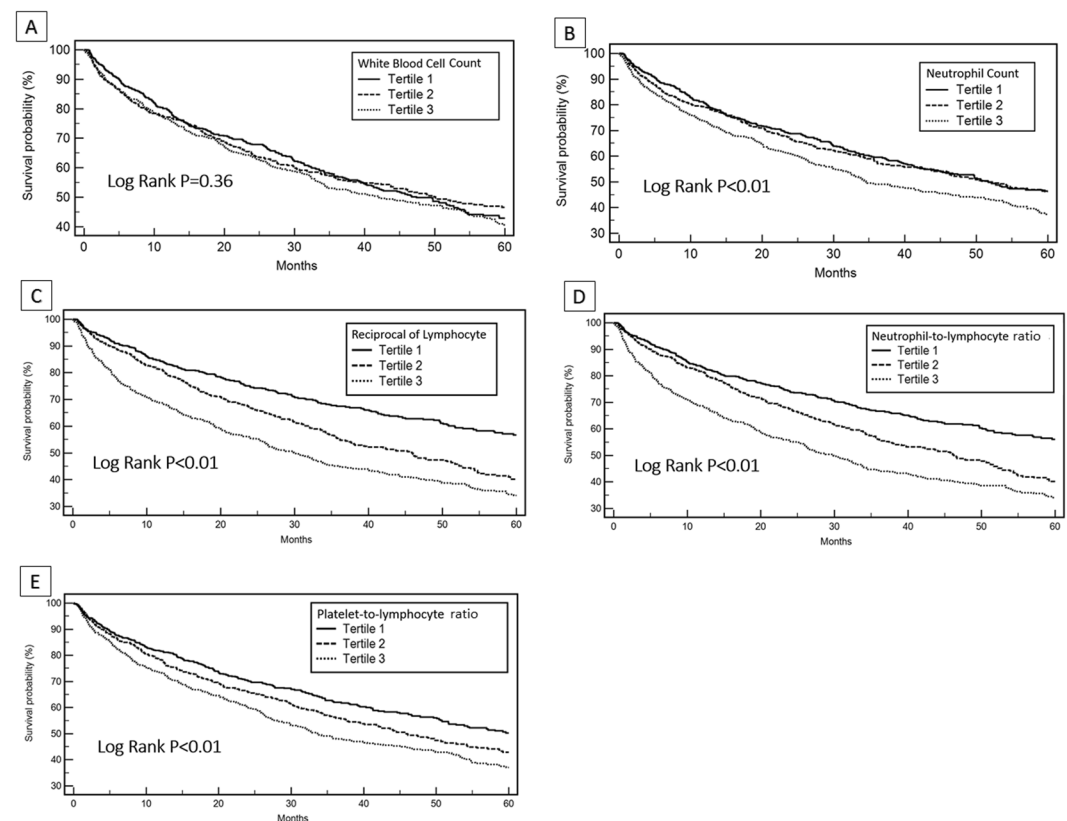 A
White Blood Cell Count
Tertile 1
Tertile 2
Tertile 3
Log Rank P=0.36
Survival probability (%)
100
90
80
70
60
50
40
0 10 20 30 40 50 60
Months
B
Neutrophil Count
Tertile 1
Tertile 2
Tertile 3
Log Rank P<0.01
Survival probability (%)
100
90
80
70
60
50
40
30
0 10 20 30 40 50 60
Months
C
Reciprocal of Lymphocyte
Tertile 1
Tertile 2
Tertile 3
Log Rank P<0.01
Survival probability (%)
100
90
80
70
60
50
40
30
0 10 20 30 40 50 60
Months
D
Neutrophil-to-lymphocyte ratio
Tertile 1
Tertile 2
Tertile 3
Log Rank P<0.01
Survival probability (%)
100
90
80
70
60
50
40
30
0 10 20 30 40 50 60
Months
E
Platelet-to-lymphocyte ratio
Tertile 1
Tertile 2
Tertile 3
Log Rank P<0.01
Survival probability (%)
100
90
80
70
60
50
40
30
0 10 20 30 40 50 60
Months